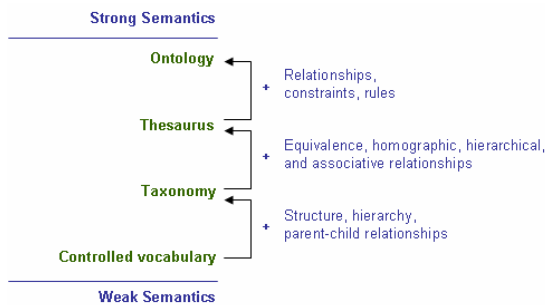 Strong Semantics
Ontology
+ Relationships,
constraints, rules
Thesaurus
+ Equivalence, homographic, hierarchical,
and associative relationships
Taxonomy
+ Structure, hierarchy,
parent-child relationships
Controlled vocabulary
Weak Semantics